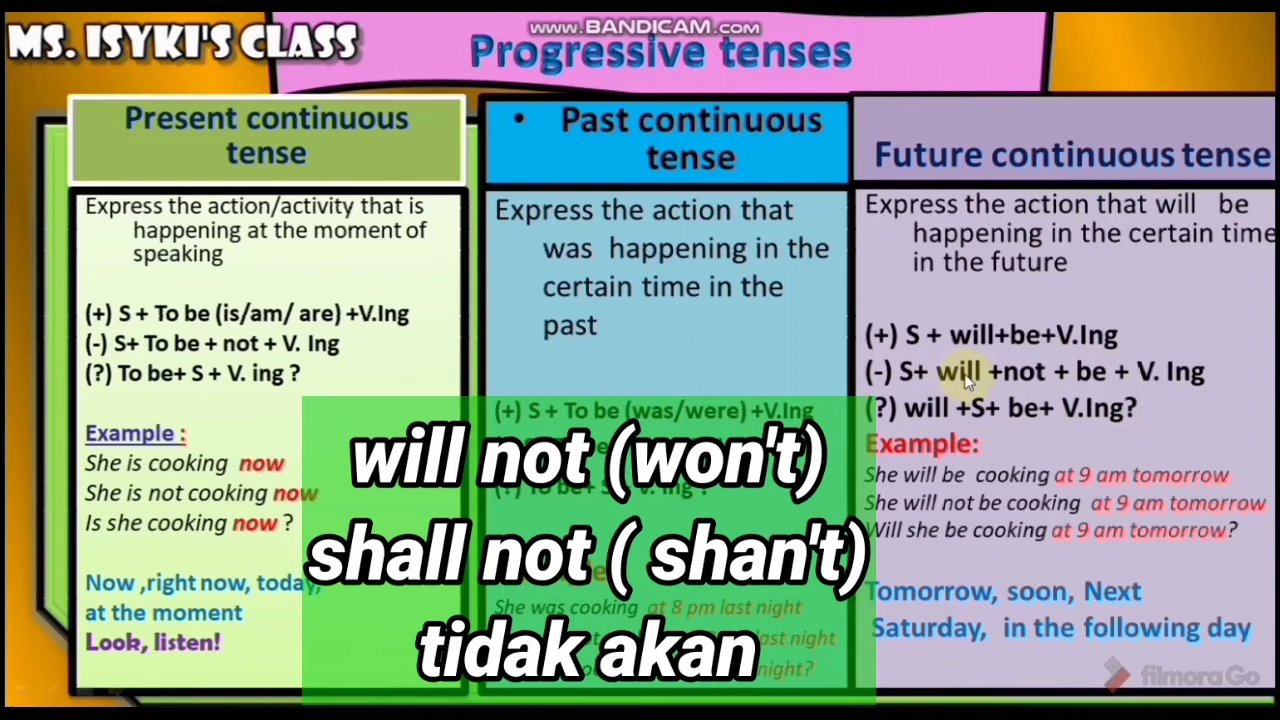 www.BANDICAM.com
MS. ISYKI'S CLASS
Progressive tenses
Present continuous
tense
Express the action/activity that is
happening at the moment of
speaking
(+) S + To be (is/am/ are) +V.Ing
(-) S+ To be + not + V. Ing
(?) To be+ S + V. ing ?
Example :
She is cooking now
She is not cooking now
Is she cooking now ?
Now ,right now, today,
at the moment
Look, listen!
• Past continuous
tense
Express the action that
was happening in the
certain time in the
past
(+) S + To be (was/were) +V.Ing
She was cooking at 8 pm last night
last night
night?
will not (won't)
shall not ( shan't)
tidak akan
Future continuous tense
Express the action that will be
happening in the certain time
in the future
(+) S + will+be+V.Ing
(-) S+ will +not + be + V. Ing
(?) will +S+ be+ V.Ing?
Example:
She will be cooking at 9 am tomorrow
She will not be cooking at 9 am tomorrow
Will she be cooking at 9 am tomorrow?
Tomorrow, soon, Next
Saturday, in the following day
filmoraGo